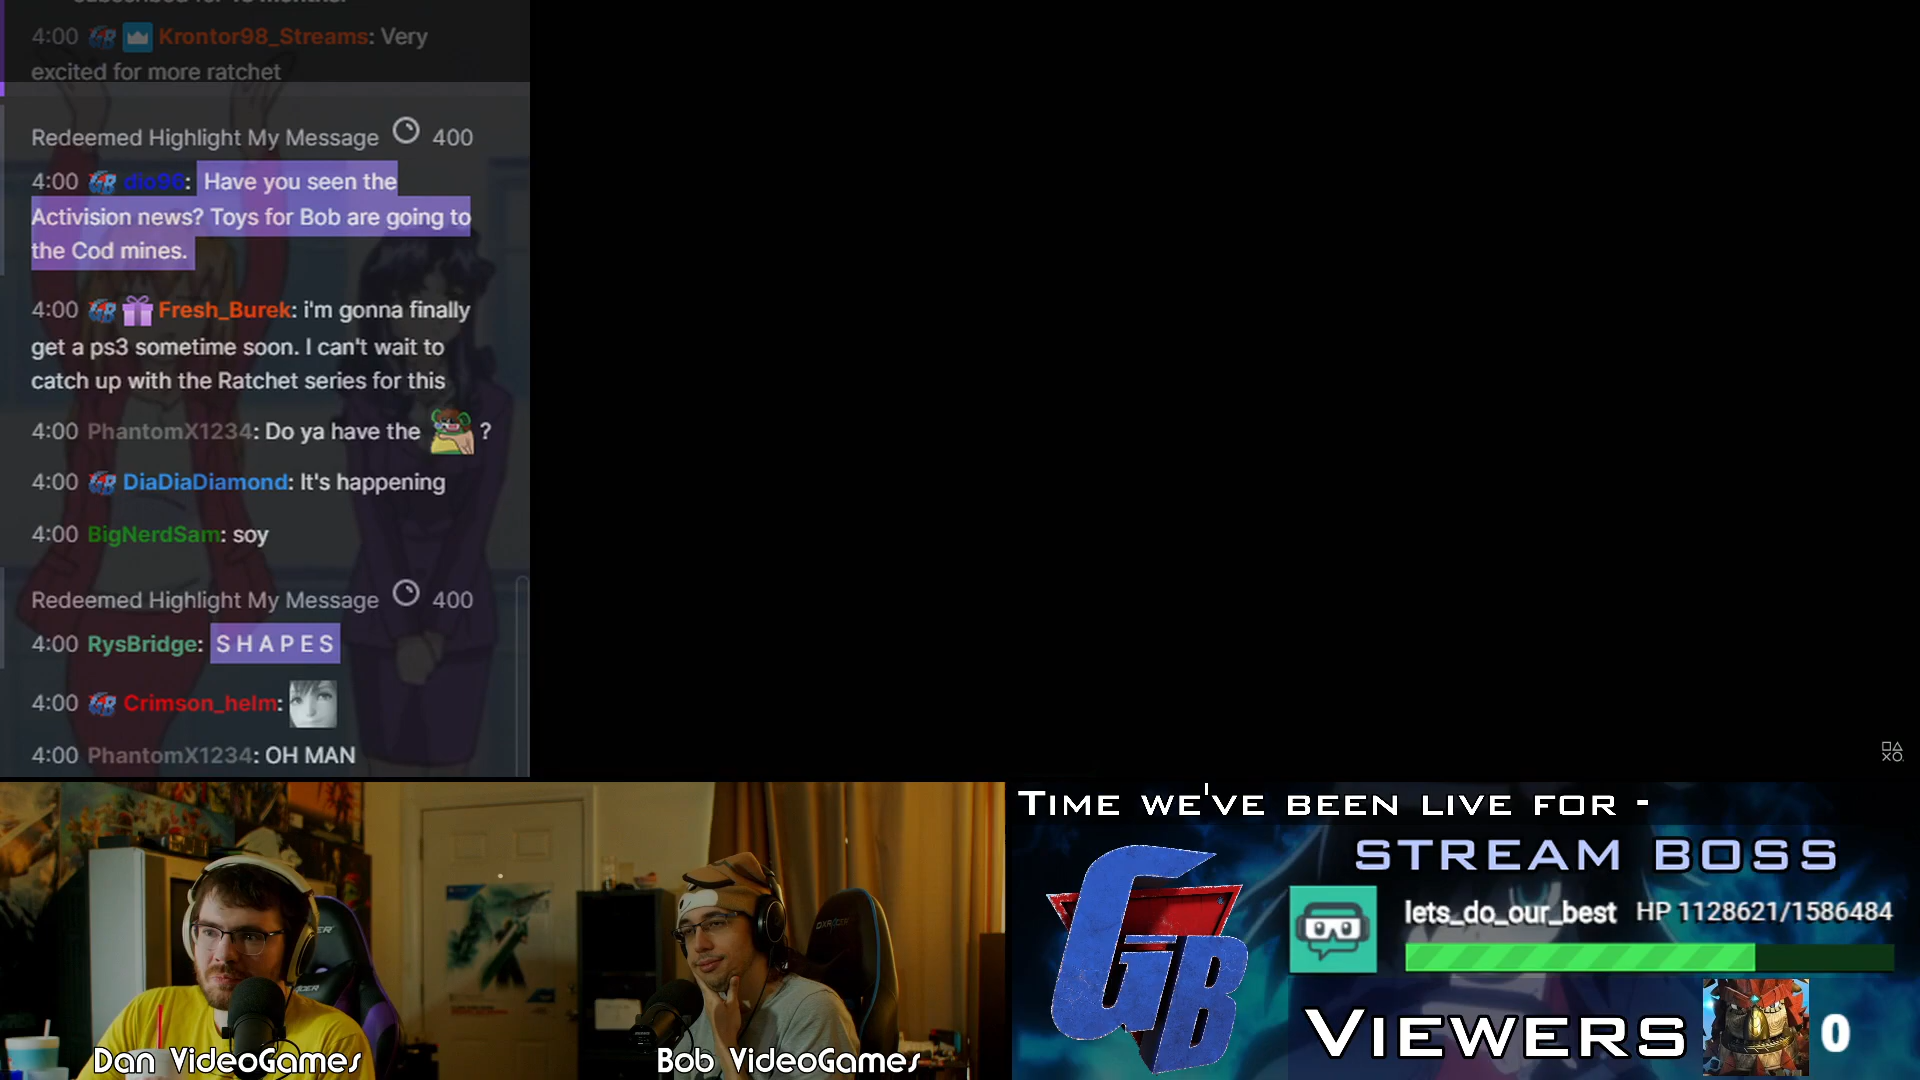 4:00 Krontor98_Streams: Very
excited for more ratchet
Redeemed Highlight My Message 400
4:00 dio96: Have you seen the
Activision news? Toys for Bob are going to
the Cod mines.
4:00 Fresh_Burek: i'm gonna finally
get a ps3 sometime soon. I can't wait to
catch up with the Ratchet series for this
4:00 PhantomX1234: Do ya have the ?
4:00 DiaDiaDiamond: It's happening
4:00 BigNerdSam: soy
Redeemed Highlight My Message 400
4:00 RysBridge: S H A P E S
4:00 Crimson_helm:
4:00 PhantomX1234: OH MAN
Dan VideoGames
Bob VideoGames
Time we've been live for -
GB
Stream Boss
lets_do_our_best HP 1128621/1586484
Viewers 0